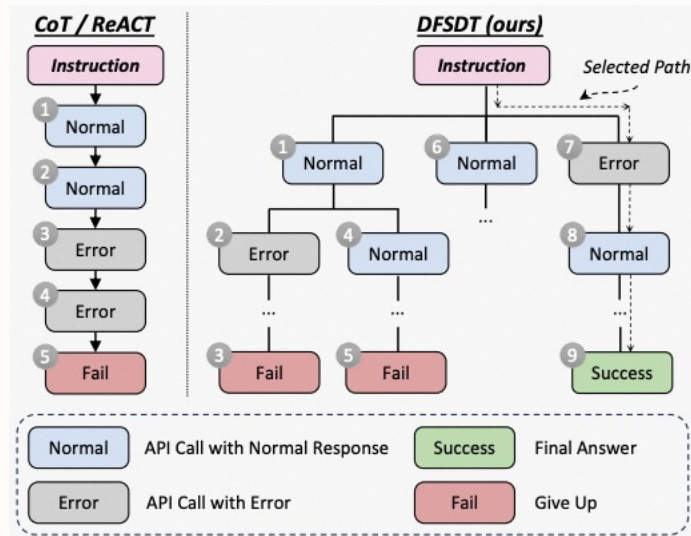 CoT / ReACT
Instruction
1
Normal
2
Normal
3
Error
4
Error
5
Fail
DFSDT (ours)
Instruction
Selected Path
1
Normal
6
Normal
...
7
Error
2
Error
4
Normal
8
Normal
...
...
...
3
Fail
5
Fail
9
Success
Normal API Call with Normal Response
Success Final Answer
Error API Call with Error
Fail Give Up